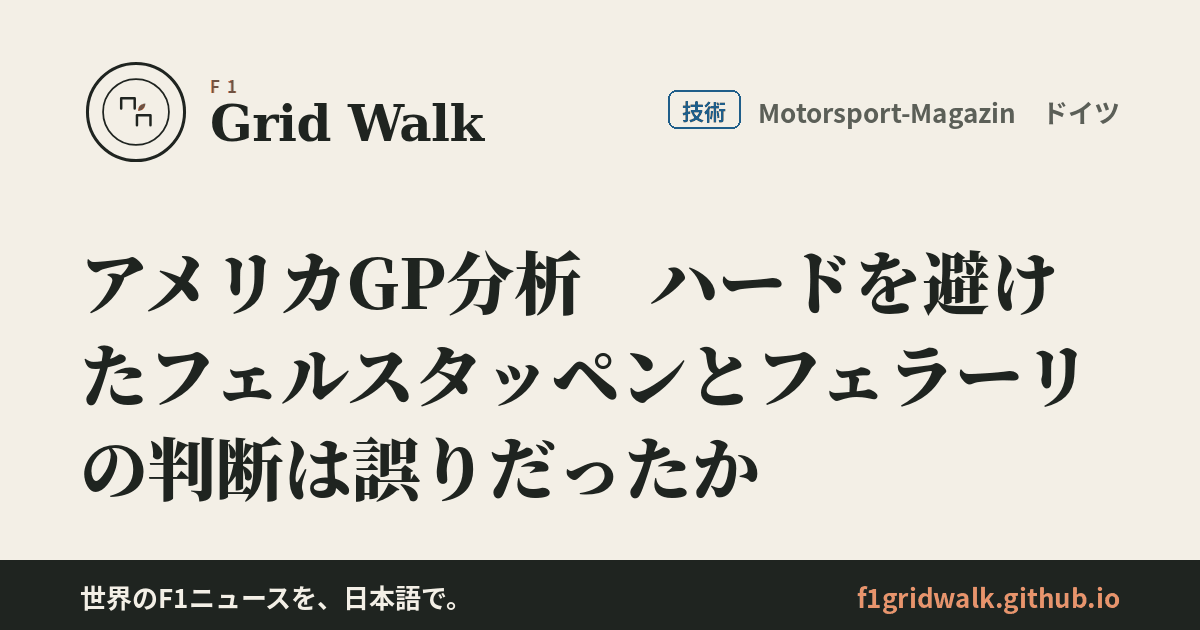 F1
Grid Walk
技術 Motorsport-Magazin ドイツ
アメリカGP分析　ハードを避け
たフェルスタッペンとフェラーリ
の判断は誤りだったか
世界のF1ニュースを、日本語で。
f1gridwalk.github.io